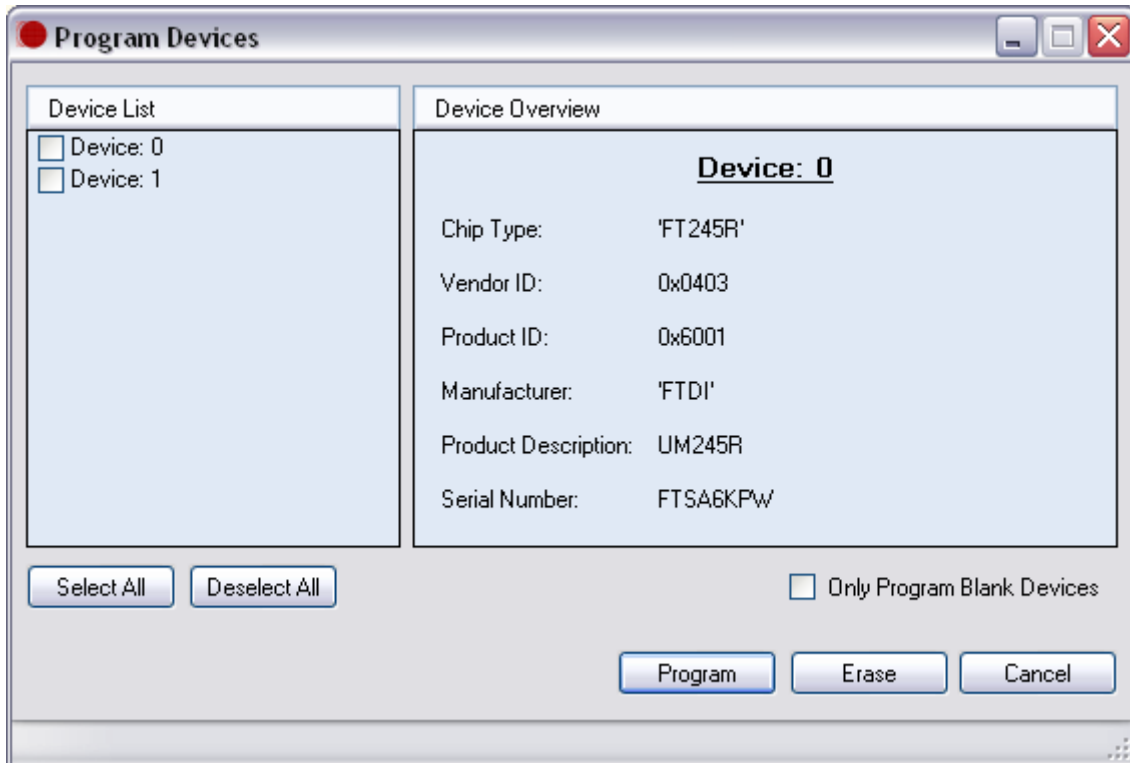 Program Devices
Device List
Device: 0
Device: 1
Device Overview
Device: 0
Chip Type: 'FT245R'
Vendor ID: 0x0403
Product ID: 0x6001
Manufacturer: 'FTDI'
Product Description: UM245R
Serial Number: FTSA6KPW
Select All Deselect All Only Program Blank Devices
Program Erase Cancel